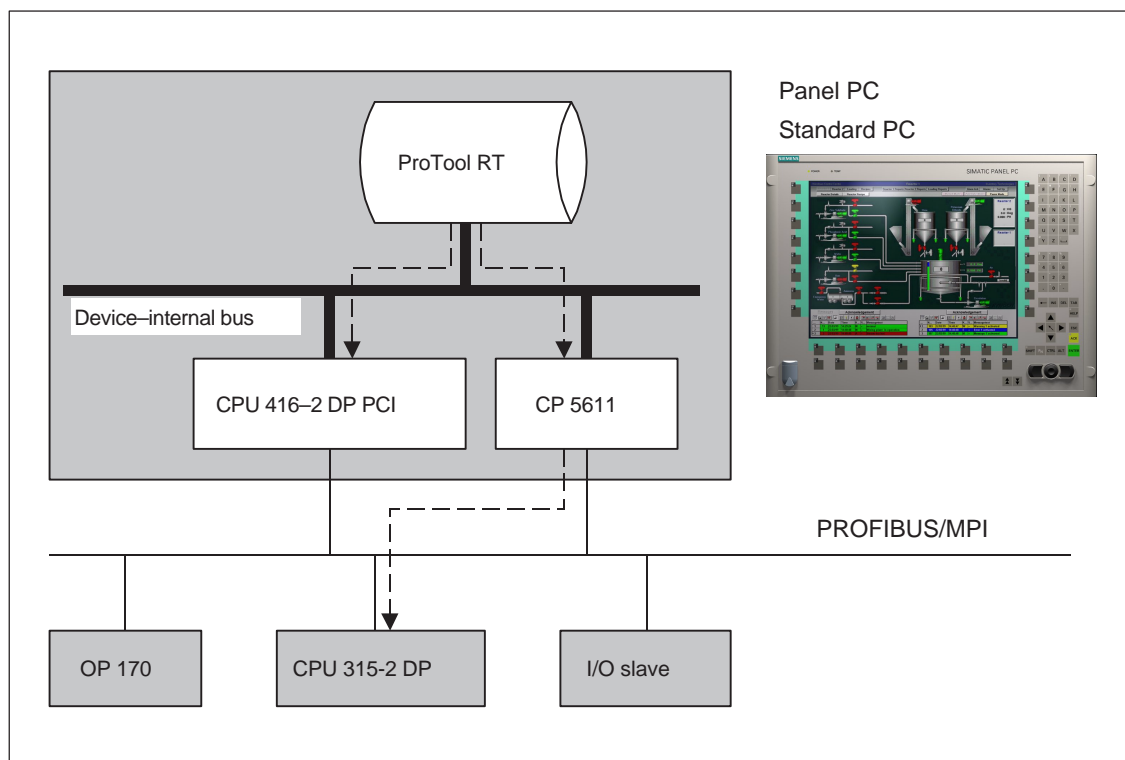 Panel PC
Standard PC
ProTool RT
SIEMENS
SIMATIC PANEL PC
Device–internal bus
CPU 416–2 DP PCI
CP 5611
PROFIBUS/MPI
OP 170
CPU 315-2 DP
I/O slave